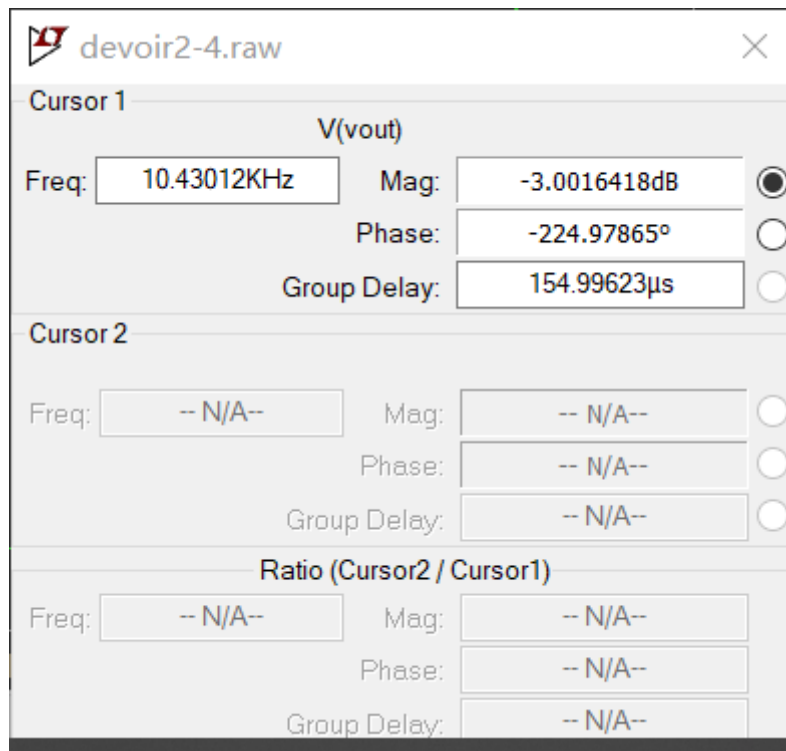 devoir2-4.raw
Cursor 1
V(vout)
Freq: 10.43012KHz Mag: -3.0016418dB
Phase: -224.97865º
Group Delay: 154.99623µs
Cursor 2
Freq: -- N/A-- Mag: -- N/A--
Phase: -- N/A--
Group Delay: -- N/A--
Ratio (Cursor2 / Cursor1)
Freq: -- N/A-- Mag: -- N/A--
Phase: -- N/A--
Group Delay: -- N/A--